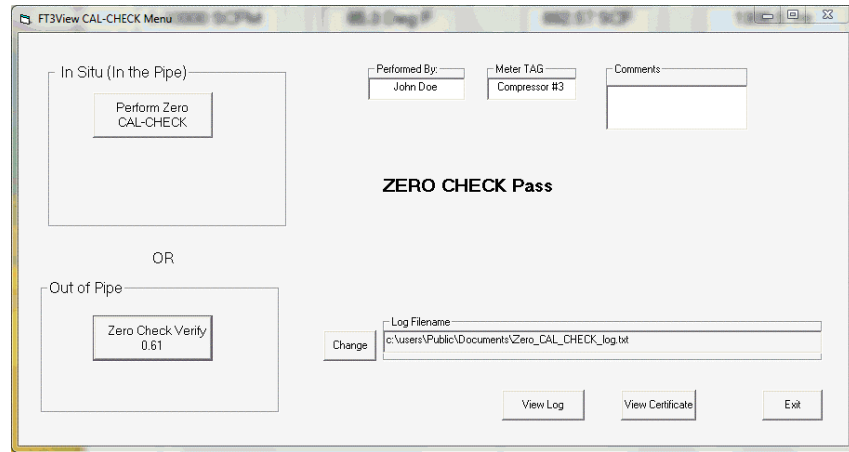 FT3View CAL-CHECK Menu
In Situ (In the Pipe)
Perform Zero
CAL-CHECK
Performed By:
John Doe
Meter TAG
Compressor #3
Comments
ZERO CHECK Pass
OR
Out of Pipe
Zero Check Verify
0.61
Change
Log Filename
c:\users\Public\Documents\Zero_CAL_CHECK_log.txt
View Log
View Certificate
Exit